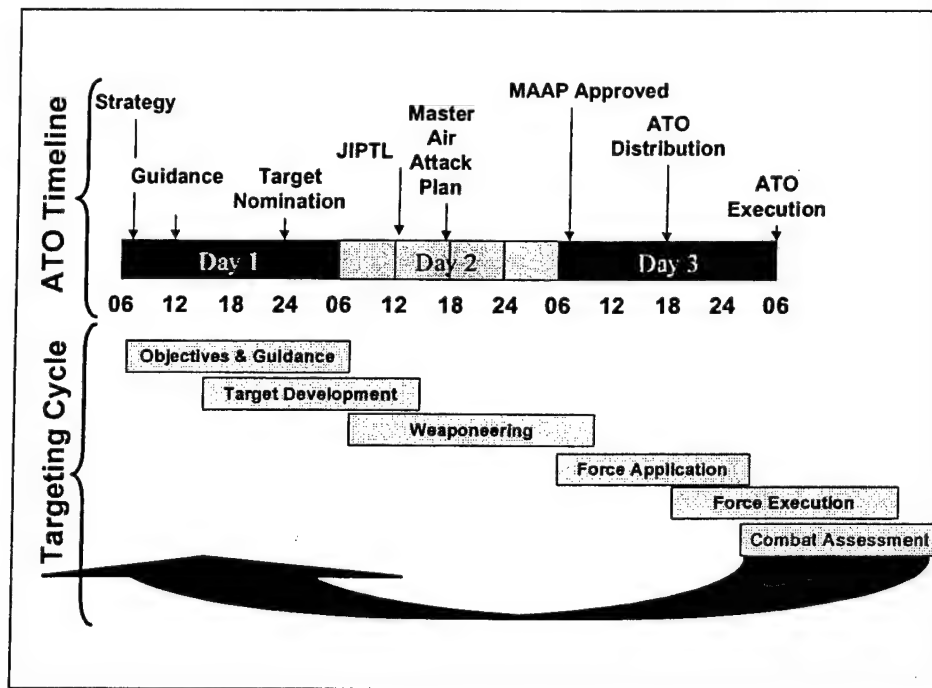 ATO Timeline
Strategy
Guidance
Target
Nomination
JIPTL
Master
Air
Attack
Plan
MAAP Approved
ATO
Distribution
ATO
Execution
Day 1
Day 2
Day 3
06 12 18 24 06 12 18 24 06 12 18 24 06
Targeting Cycle
Objectives & Guidance
Target Development
Weaponeering
Force Application
Force Execution
Combat Assessment